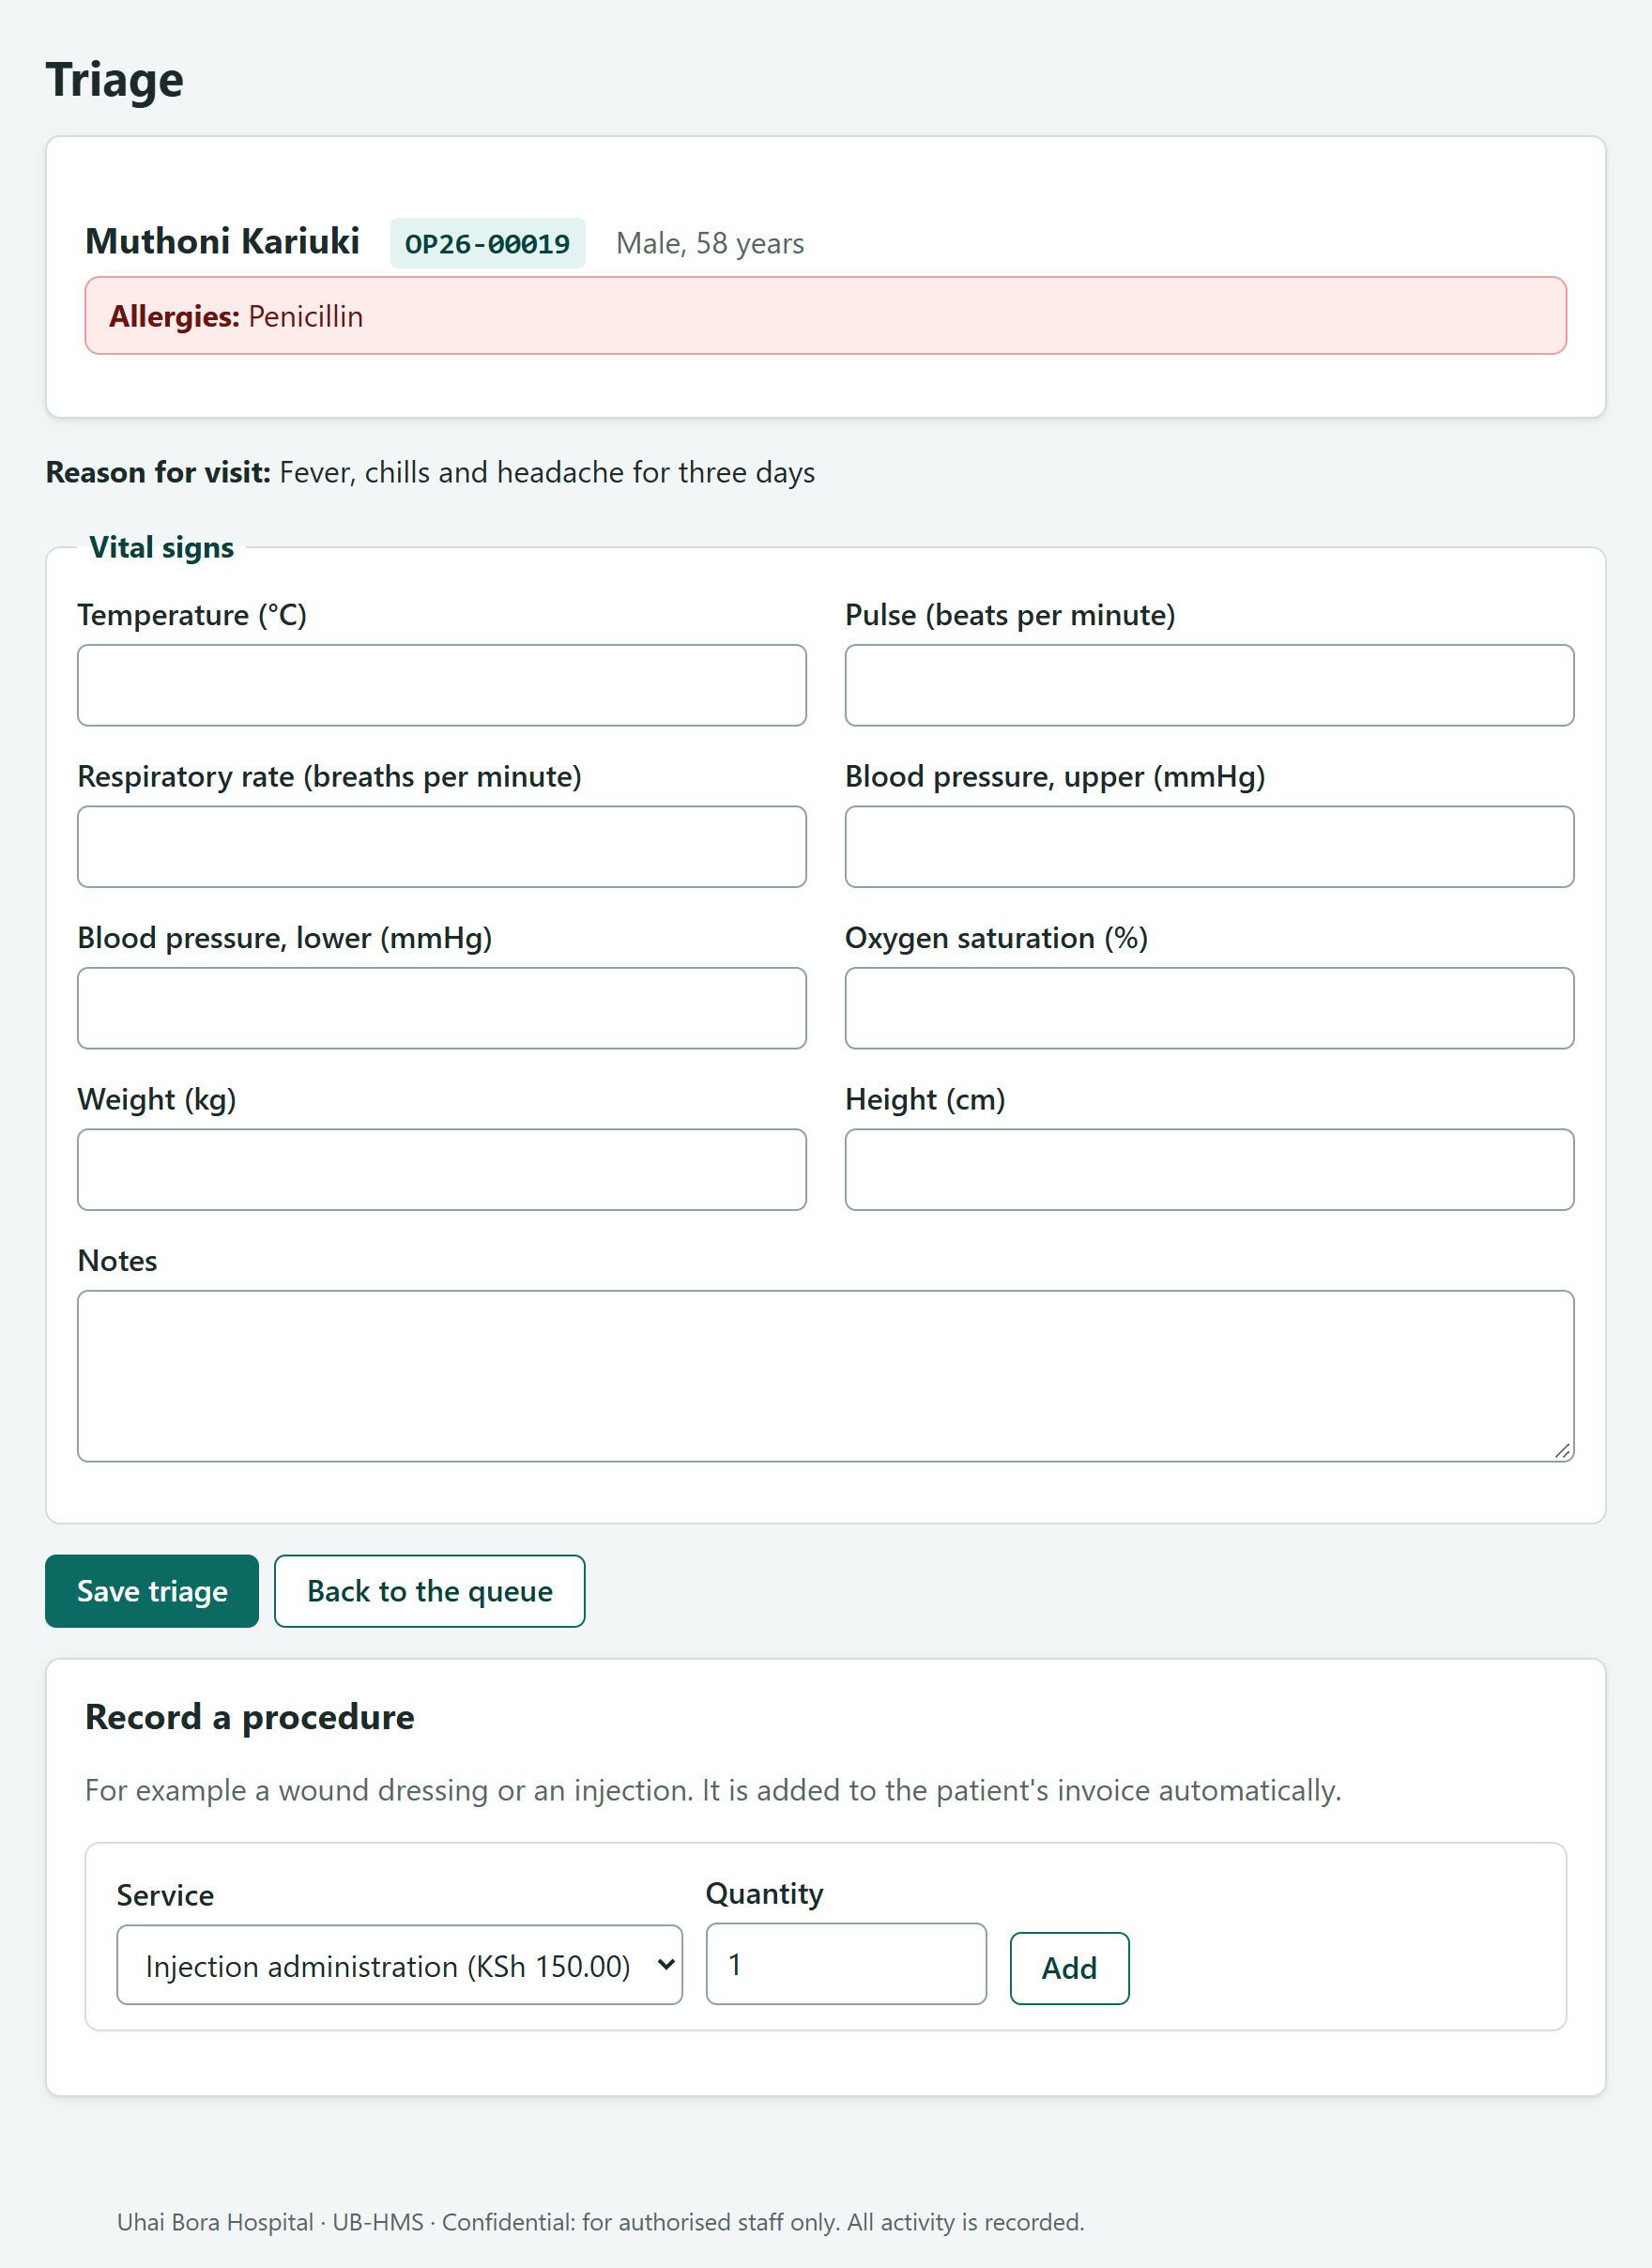 Triage
Muthoni Kariuki OP26-00019 Male, 58 years
Allergies: Penicillin
Reason for visit: Fever, chills and headache for three days
Vital signs
Temperature (°C) Pulse (beats per minute)
Respiratory rate (breaths per minute) Blood pressure, upper (mmHg)
Blood pressure, lower (mmHg) Oxygen saturation (%)
Weight (kg) Height (cm)
Notes
Save triage Back to the queue
Record a procedure
For example a wound dressing or an injection. It is added to the patient's invoice automatically.
Service Quantity
Injection administration (KSh 150.00) 1 Add
Uhai Bora Hospital · UB-HMS · Confidential: for authorised staff only. All activity is recorded.